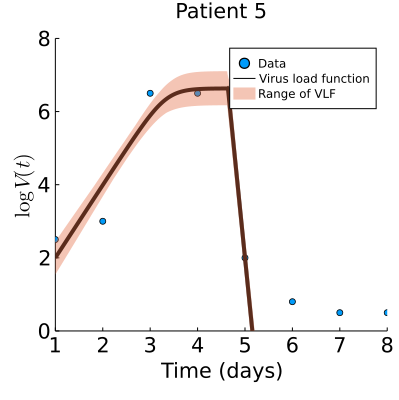 Patient 5
8
6
4
2
0
log V(t)
Data
Virus load function
Range of VLF
1 2 3 4 5 6 7 8
Time (days)